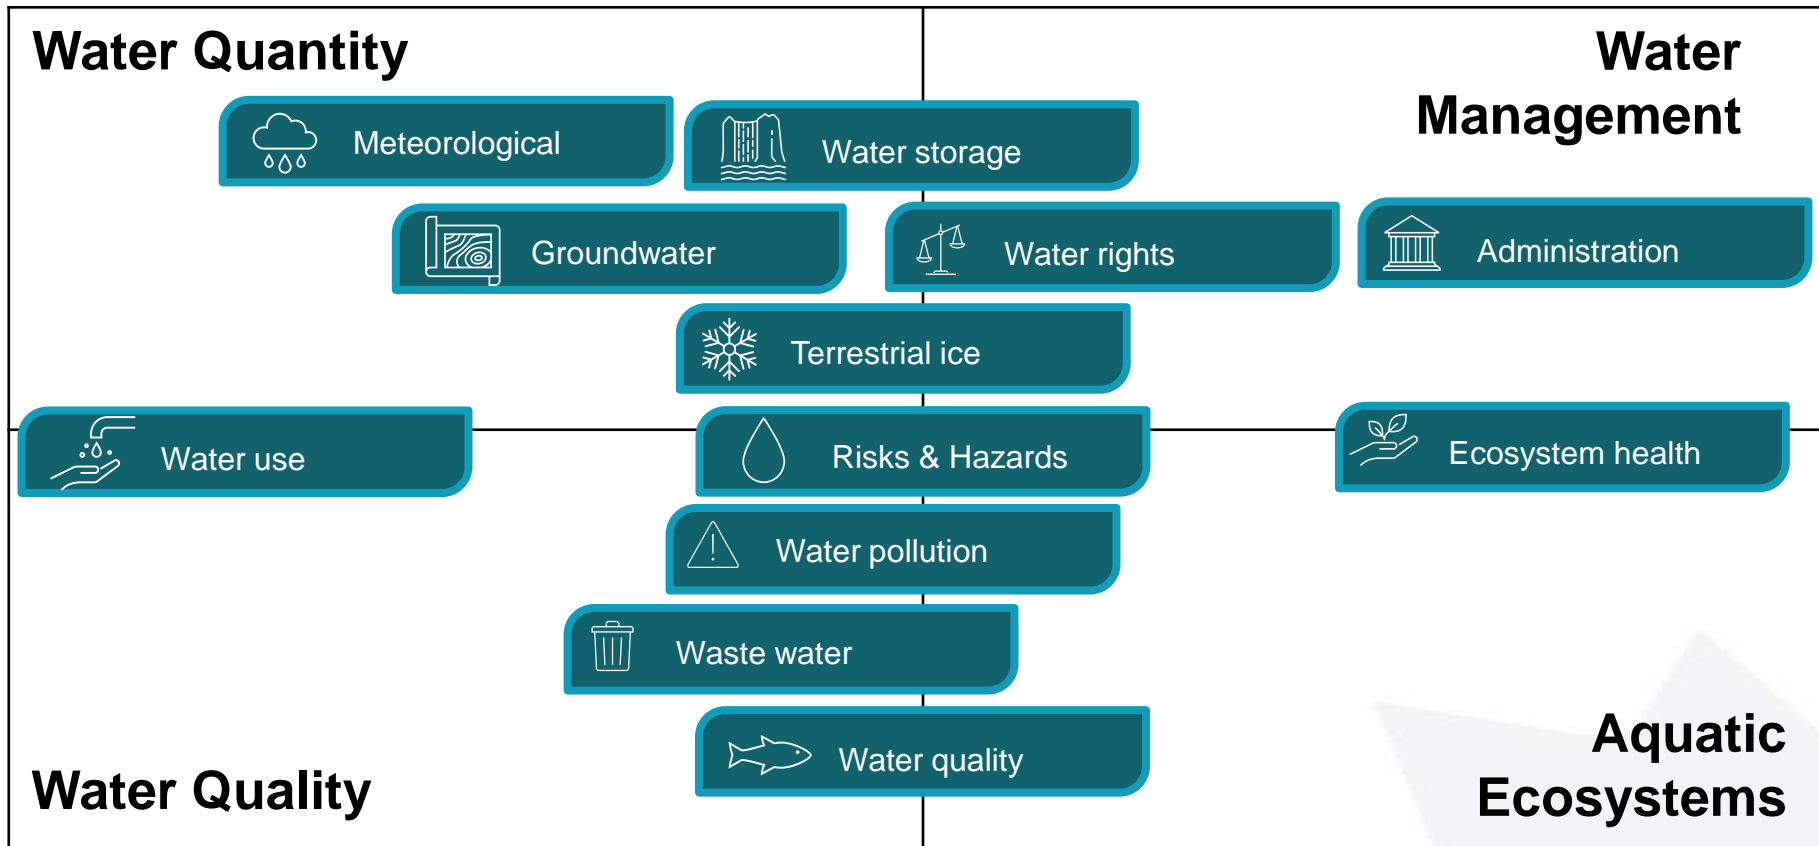 Water Quantity
Water
Management
Meteorological
Water storage
Groundwater
Water rights
Administration
Terrestrial ice
Water use
Risks & Hazards
Ecosystem health
Water pollution
Waste water
Water quality
Water Quality
Aquatic
Ecosystems